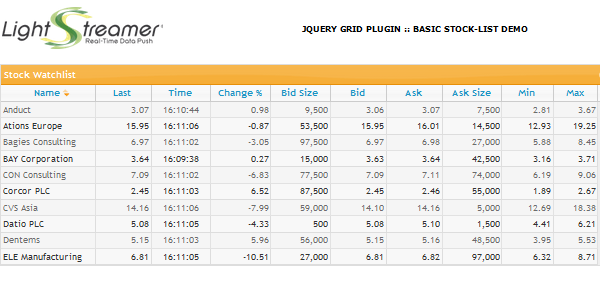 LightStreamer
Real-Time Data Push
JQUERY GRID PLUGIN :: BASIC STOCK-LIST DEMO
Stock Watchlist
Name Last Time Change % Bid Size Bid Ask Ask Size Min Max
Anduct 3.07 16:10:44 0.98 9,500 3.06 3.07 7,500 2.81 3.67
Ations Europe 15.95 16:11:06 -0.87 53,500 15.95 16.01 14,500 12.93 19.25
Bagies Consulting 6.97 16:11:02 -3.05 97,500 6.97 6.98 27,000 5.88 8.45
BAY Corporation 3.64 16:09:38 0.27 15,000 3.63 3.64 42,500 3.16 3.71
CON Consulting 7.09 16:11:02 -6.83 77,500 7.09 7.11 74,000 6.19 9.06
Corcor PLC 2.45 16:11:03 6.52 87,500 2.45 2.46 55,000 1.89 2.67
CVS Asia 14.16 16:11:06 -7.99 59,000 14.10 14.16 5,000 12.69 18.38
Datio PLC 5.08 16:11:05 -4.33 500 5.08 5.10 1,500 4.41 6.21
Dentems 5.15 16:11:03 5.96 56,000 5.15 5.16 48,500 3.95 5.53
ELE Manufacturing 6.81 16:11:05 -10.51 27,000 6.81 6.82 97,000 6.32 8.71